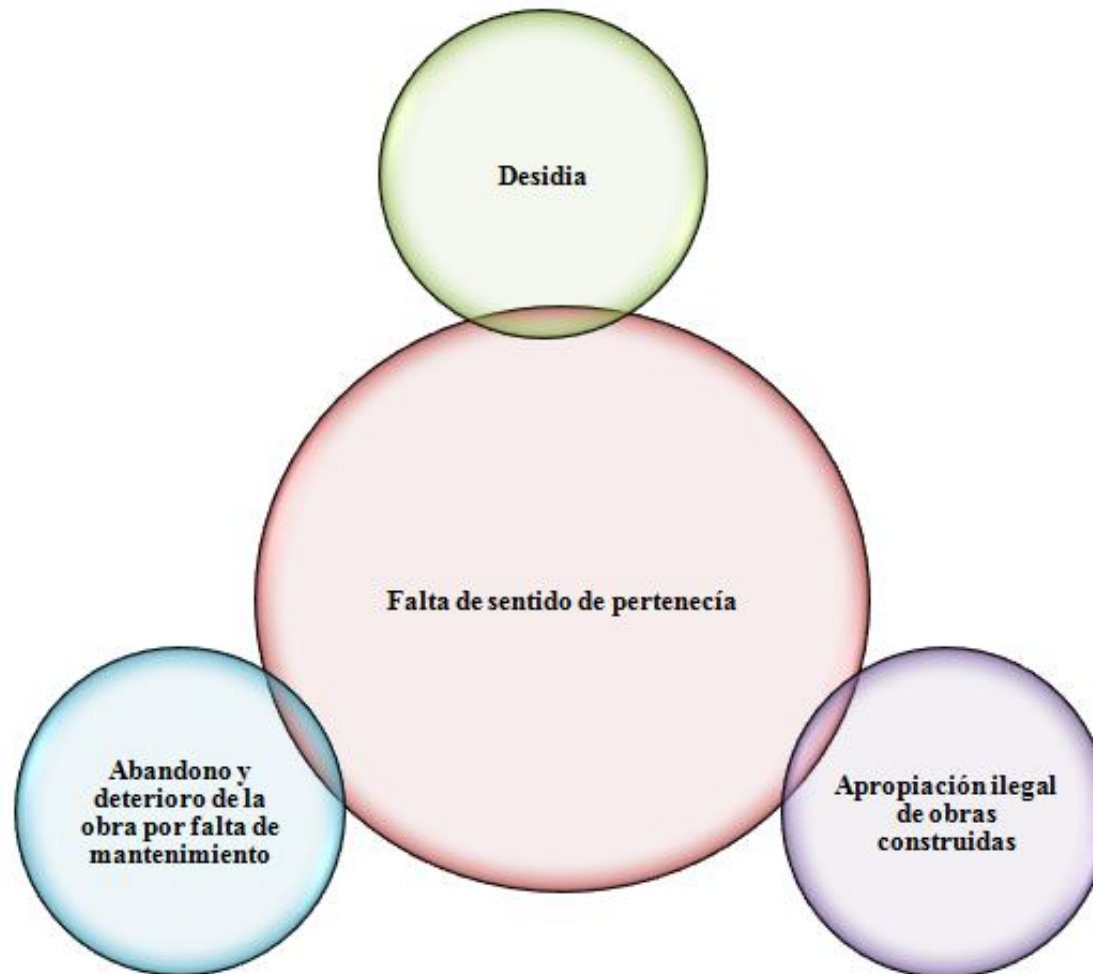 Desidia
Falta de sentido de pertenecía
Abandono y
deterioro de la
obra por falta de
mantenimiento
Apropiación ilegal
de obras
construidas